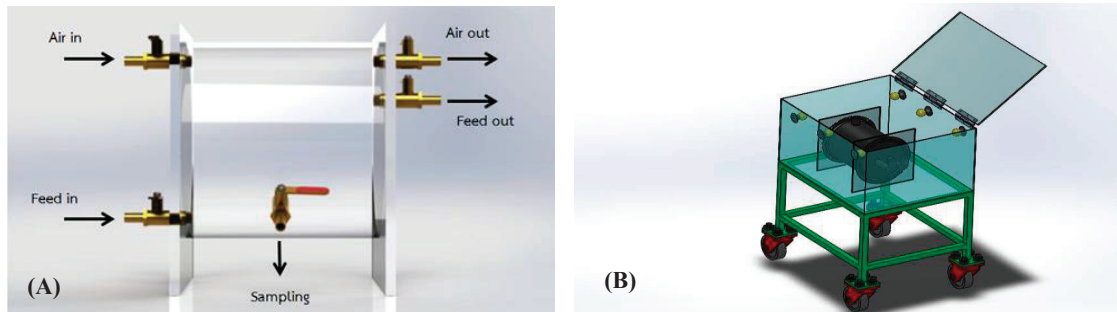 Air in
Air out
Feed out
Feed in
Sampling
(A)
(B)